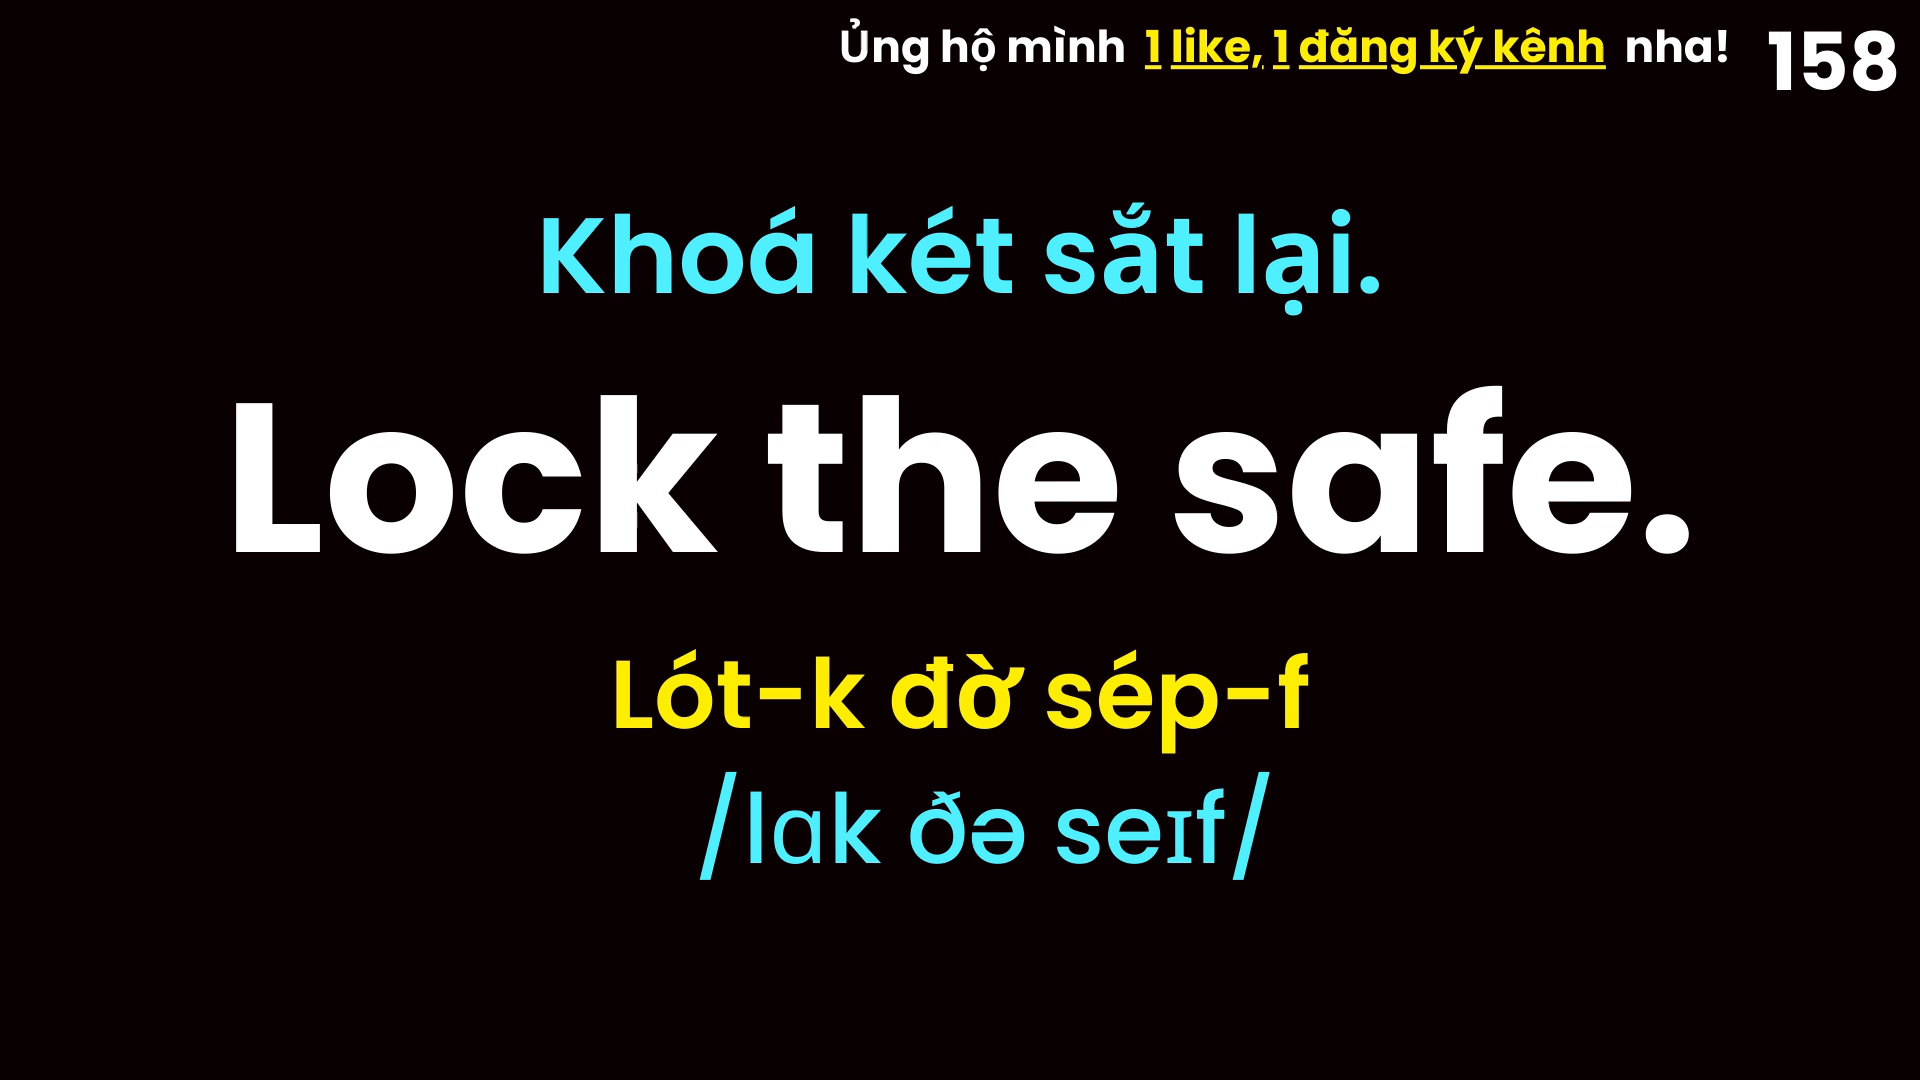 Ủng hộ mình 1 like, 1 đăng ký kênh nha! 158
Khoá két sắt lại.
Lock the safe.
Lót-k đờ sép-f
/lɑk ðə seɪf/